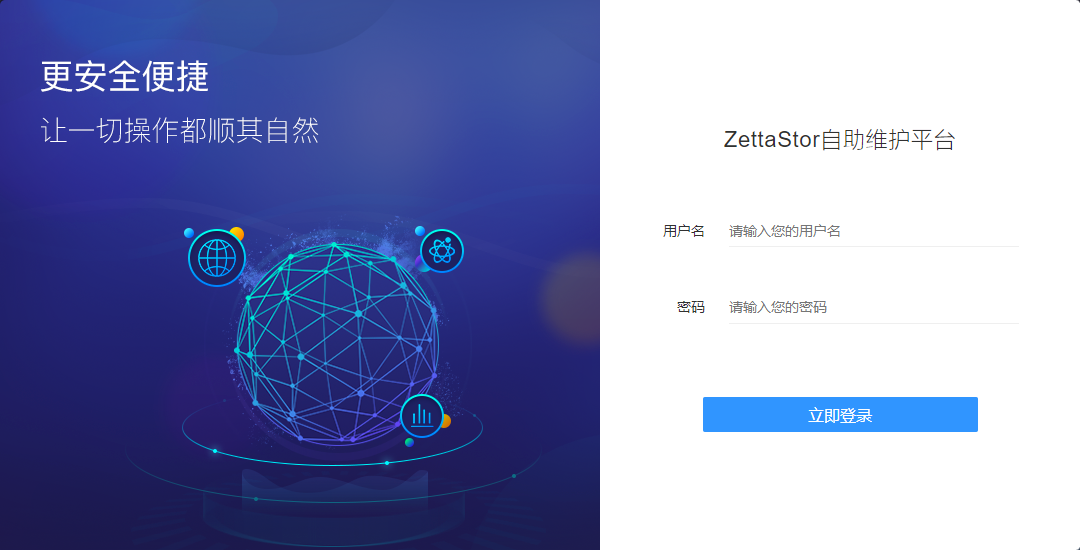 更安全便捷
让一切操作都顺其自然
ZettaStor自助维护平台
用户名 请输入您的用户名
密码 请输入您的密码
立即登录